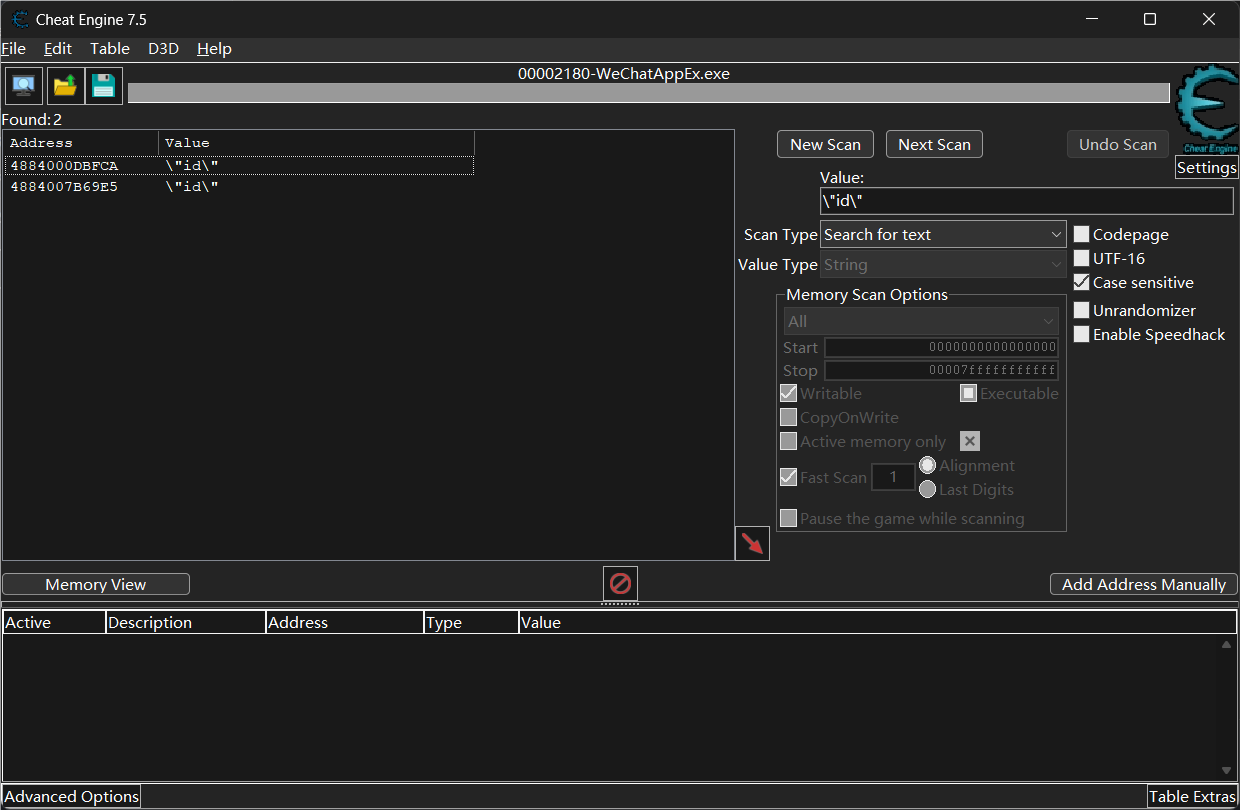 Cheat Engine 7.5
File Edit Table D3D Help
00002180-WeChatAppEx.exe
Found: 2
Address Value
4884000DBFCA \"id\"
4884007B69E5 \"id\"
New Scan Next Scan Undo Scan
Cheat Engine
Settings
Value:
\"id\"
Scan Type Search for text
Value Type String
Codepage
UTF-16
Case sensitive
Unrandomizer
Enable Speedhack
Memory Scan Options
All
Start 0000000000000000
Stop 00007fffffffffff
Writable Executable
CopyOnWrite
Active memory only
Fast Scan 1 Alignment
Last Digits
Pause the game while scanning
Memory View
Add Address Manually
Active Description Address Type Value
Advanced Options Table Extras